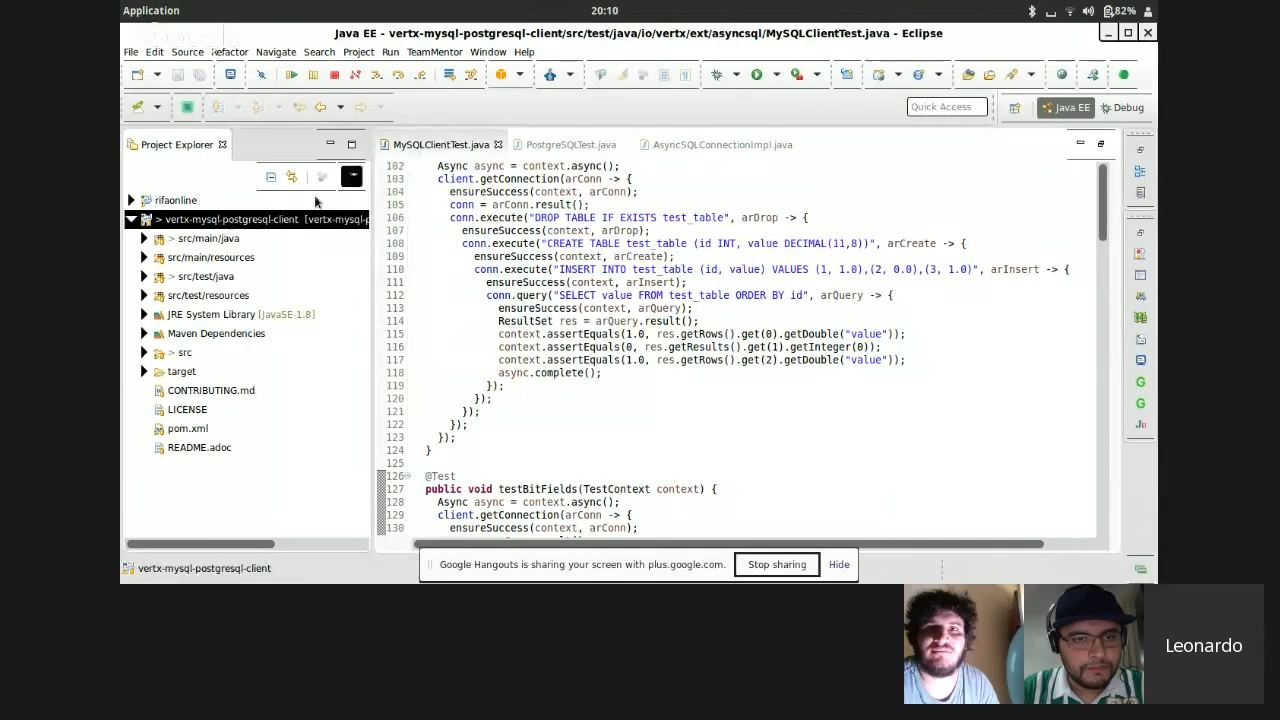 Application 20:10 82%
Java EE - vertx-mysql-postgresql-client/src/test/java/io/vertx/ext/asyncsql/MySQLClientTest.java - Eclipse
File Edit Source Refactor Navigate Search Project Run TeamMentor Window Help
Quick Access Java EE Debug
Project Explorer
rifaonline
> vertx-mysql-postgresql-client [vertx-mysql-p
> src/main/java
src/main/resources
> src/test/java
src/test/resources
JRE System Library [JavaSE-1.8]
Maven Dependencies
> src
target
CONTRIBUTING.md
LICENSE
pom.xml
README.adoc
MySQLClientTest.java PostgreSQLTest.java AsyncSQLConnectionImpl.java
102 Async async = context.async();
103 client.getConnection(arConn -> {
104 ensureSuccess(context, arConn);
105 conn = arConn.result();
106 conn.execute("DROP TABLE IF EXISTS test_table", arDrop -> {
107 ensureSuccess(context, arDrop);
108 conn.execute("CREATE TABLE test_table (id INT, value DECIMAL(11,8))", arCreate -> {
109 ensureSuccess(context, arCreate);
110 conn.execute("INSERT INTO test_table (id, value) VALUES (1, 1.0),(2, 0.0),(3, 1.0)", arInsert -> {
111 ensureSuccess(context, arInsert);
112 conn.query("SELECT value FROM test_table ORDER BY id", arQuery -> {
113 ensureSuccess(context, arQuery);
114 ResultSet res = arQuery.result();
115 context.assertEquals(1.0, res.getRows().get(0).getDouble("value"));
116 context.assertEquals(0, res.getResults().get(1).getInteger(0));
117 context.assertEquals(1.0, res.getRows().get(2).getDouble("value"));
118 async.complete();
119 });
120 });
121 });
122 });
123 });
124 }
125
126 @Test
127 public void testBitFields(TestContext context) {
128 Async async = context.async();
129 client.getConnection(arConn -> {
130 ensureSuccess(context, arConn);
vertx-mysql-postgresql-client
Google Hangouts is sharing your screen with plus.google.com. Stop sharing Hide
Leonardo